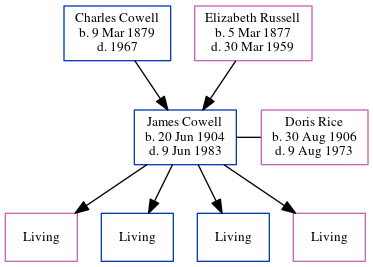 Charles Cowell
b. 9 Mar 1879
d. 1967
Elizabeth Russell
b. 5 Mar 1877
d. 30 Mar 1959
James Cowell
b. 20 Jun 1904
d. 9 Jun 1983
Doris Rice
b. 30 Aug 1906
d. 9 Aug 1973
Living
Living
Living
Living